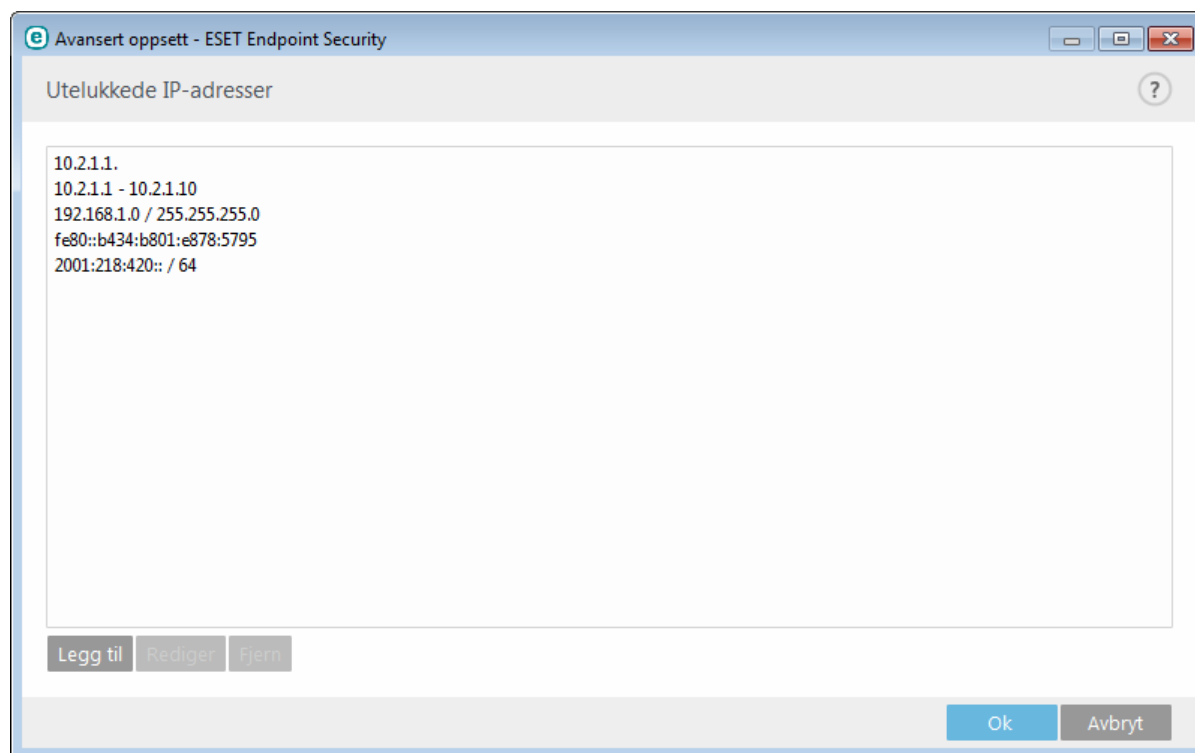 e Avansert oppsett - ESET Endpoint Security
Utelukkede IP-adresser
?
10.2.1.1.
10.2.1.1 - 10.2.1.10
192.168.1.0 / 255.255.255.0
fe80::b434:b801:e878:5795
2001:218:420:: / 64
Legg til Rediger Fjern
Ok Avbryt